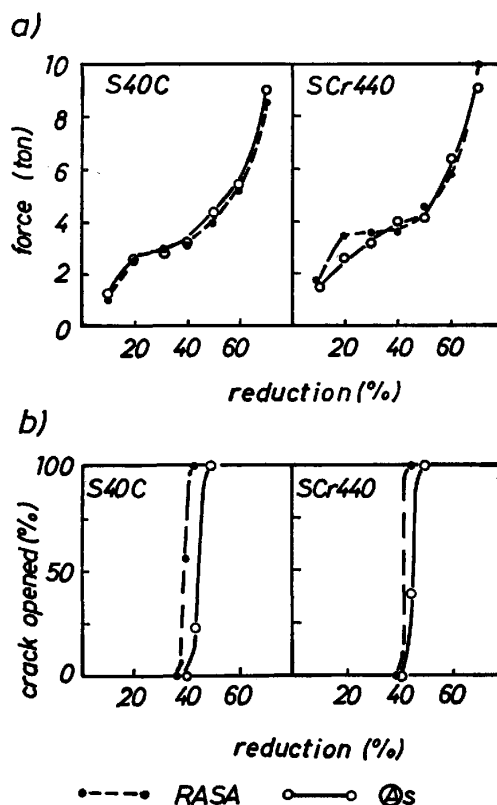 a)
S40C SCr440
10
8
6
4
2
0
force (ton)
20 40 60 20 40 60
reduction (%)
b)
S40C SCr440
100
50
0
crack opened (%)
20 40 60 20 40 60
reduction (%)
RASA Ⓐs